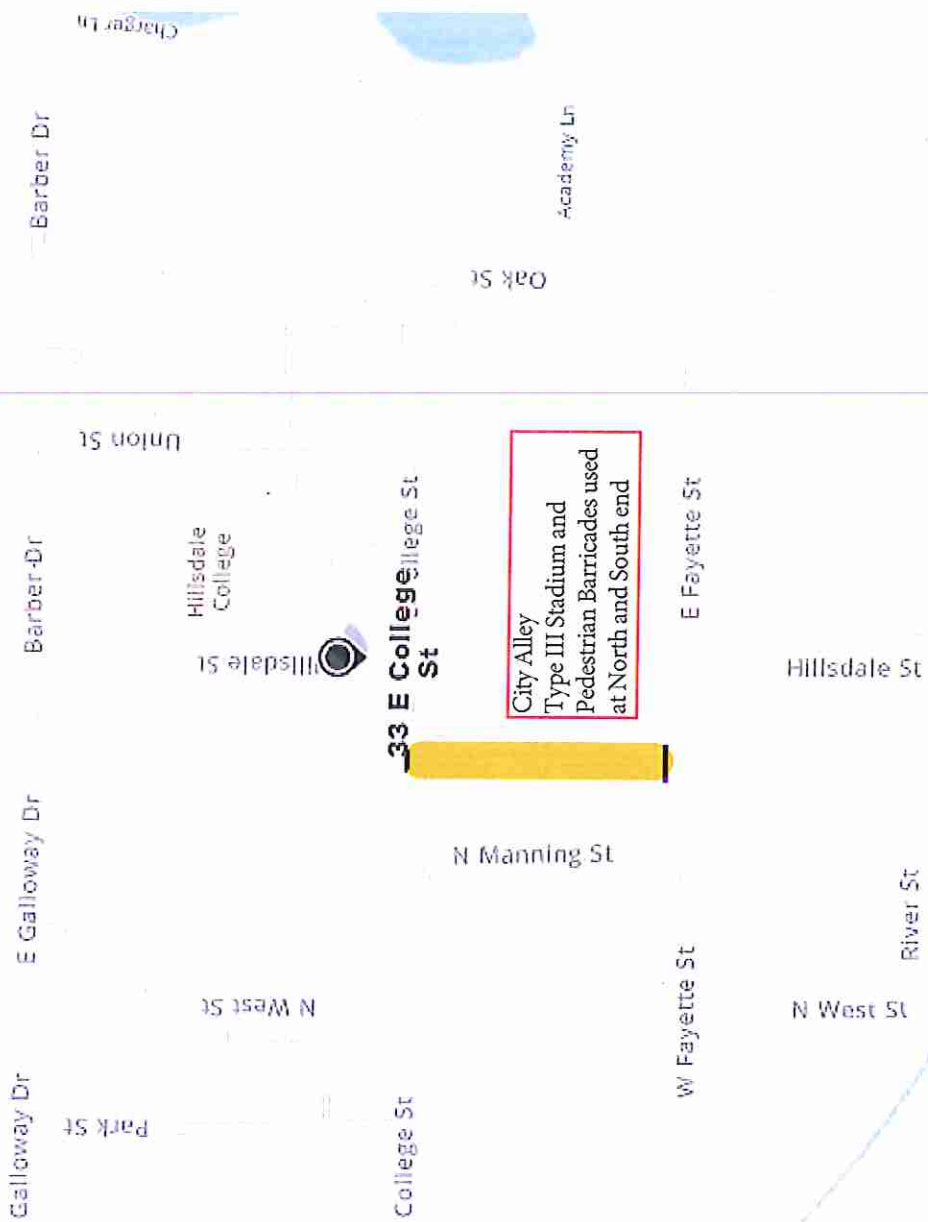 Galloway Dr
E Galloway Dr
Barber Dr
Barber Dr
Charger Ln
Park St
Union St
N West St
Hillsdale
College
illsdale St
College St
33 E College
St
llege St
N Manning St
City Alley
Type III Stadium and
Pedestrian Barricades used
at North and South end
Oak St
Academy Ln
W Fayette St
E Fayette St
N West St
Hillsdale St
River St